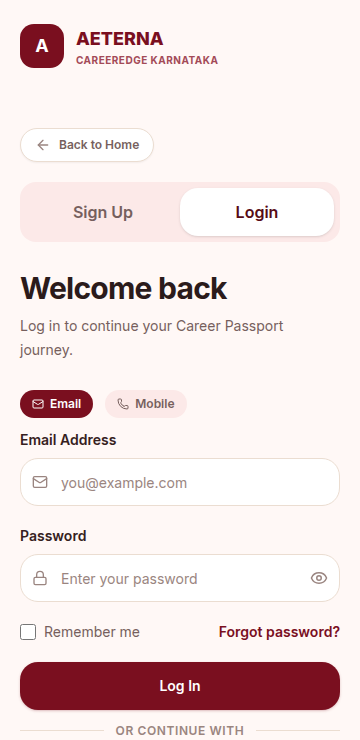 A
AETERNA
CAREEREDGE KARNATAKA
Back to Home
Sign Up
Login
Welcome back
Log in to continue your Career Passport
journey.
Email
Mobile
Email Address
you@example.com
Password
Enter your password
Remember me
Forgot password?
Log In
OR CONTINUE WITH